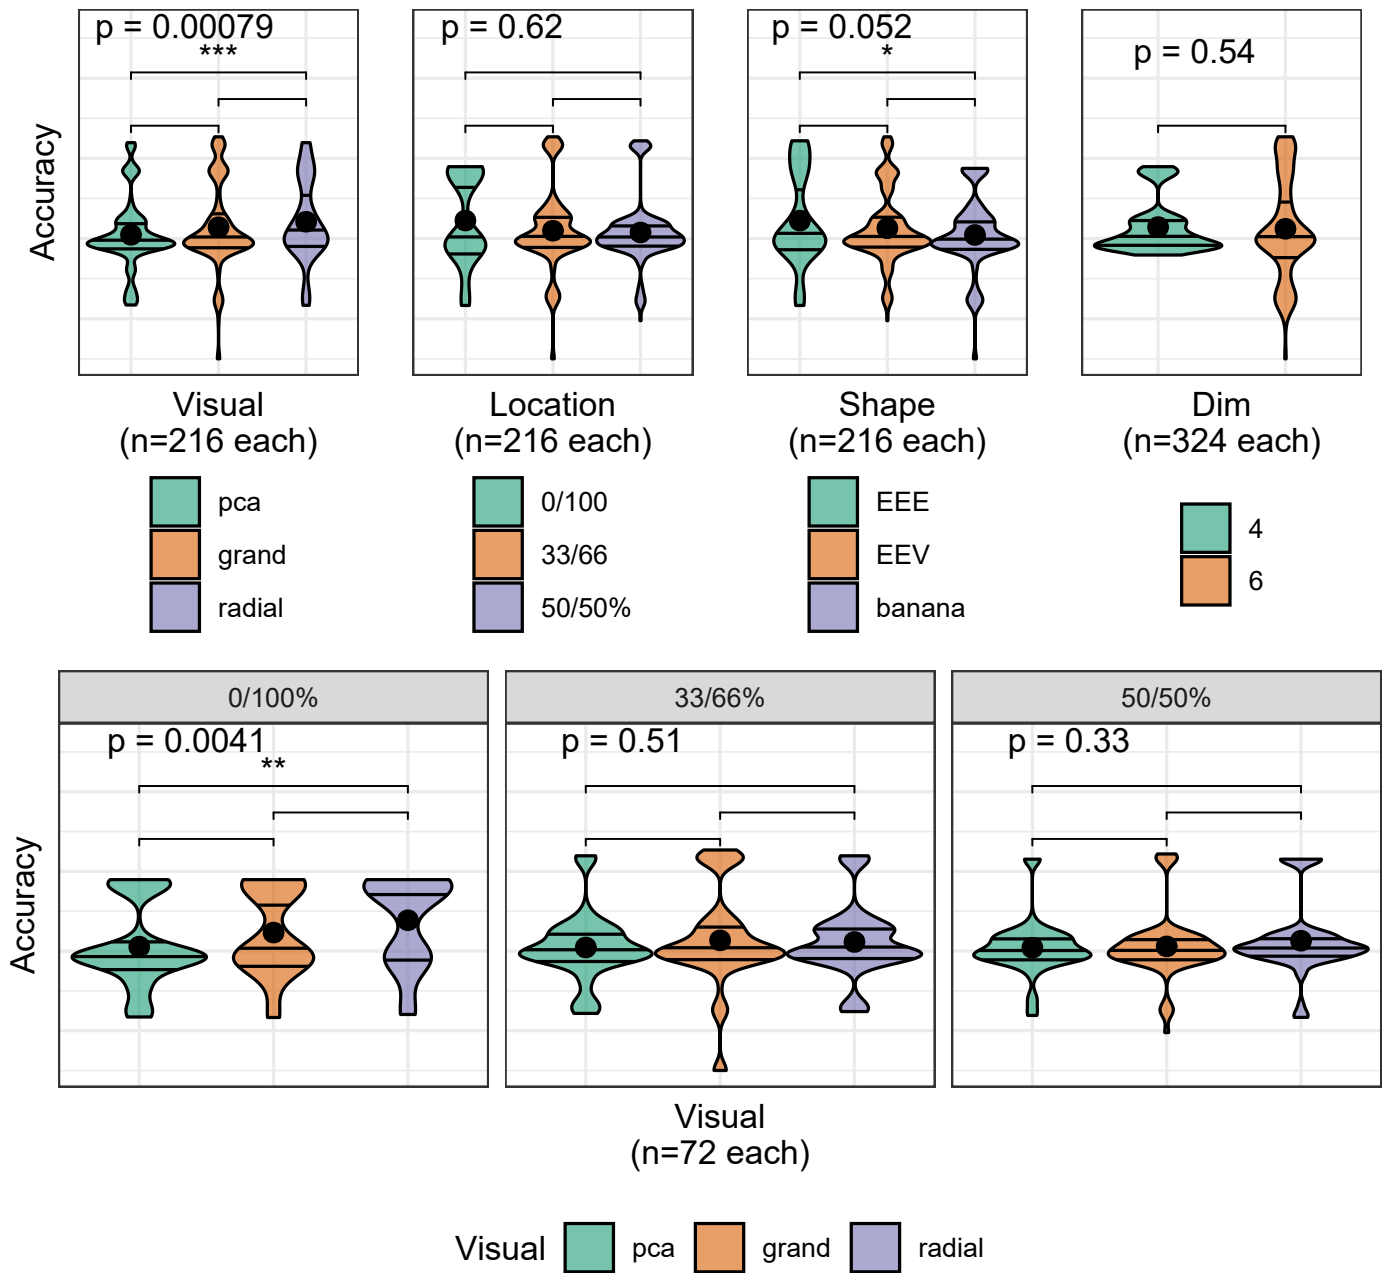 p = 0.00079
***
p = 0.62
p = 0.052
*
p = 0.54
Accuracy
Visual
(n=216 each)
Location
(n=216 each)
Shape
(n=216 each)
Dim
(n=324 each)
pca
grand
radial
0/100
33/66
50/50%
EEE
EEV
banana
4
6
0/100%
33/66%
50/50%
p = 0.0041
**
p = 0.51
p = 0.33
Accuracy
Visual
(n=72 each)
Visual
pca
grand
radial